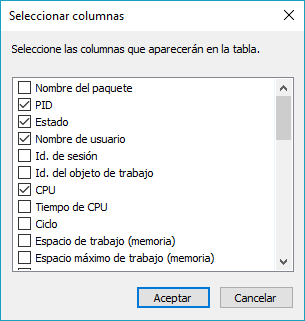 Seleccionar columnas
Seleccione las columnas que aparecerán en la tabla.
Nombre del paquete
PID
Estado
Nombre de usuario
Id. de sesión
Id. del objeto de trabajo
CPU
Tiempo de CPU
Ciclo
Espacio de trabajo (memoria)
Espacio máximo de trabajo (memoria)
Aceptar
Cancelar